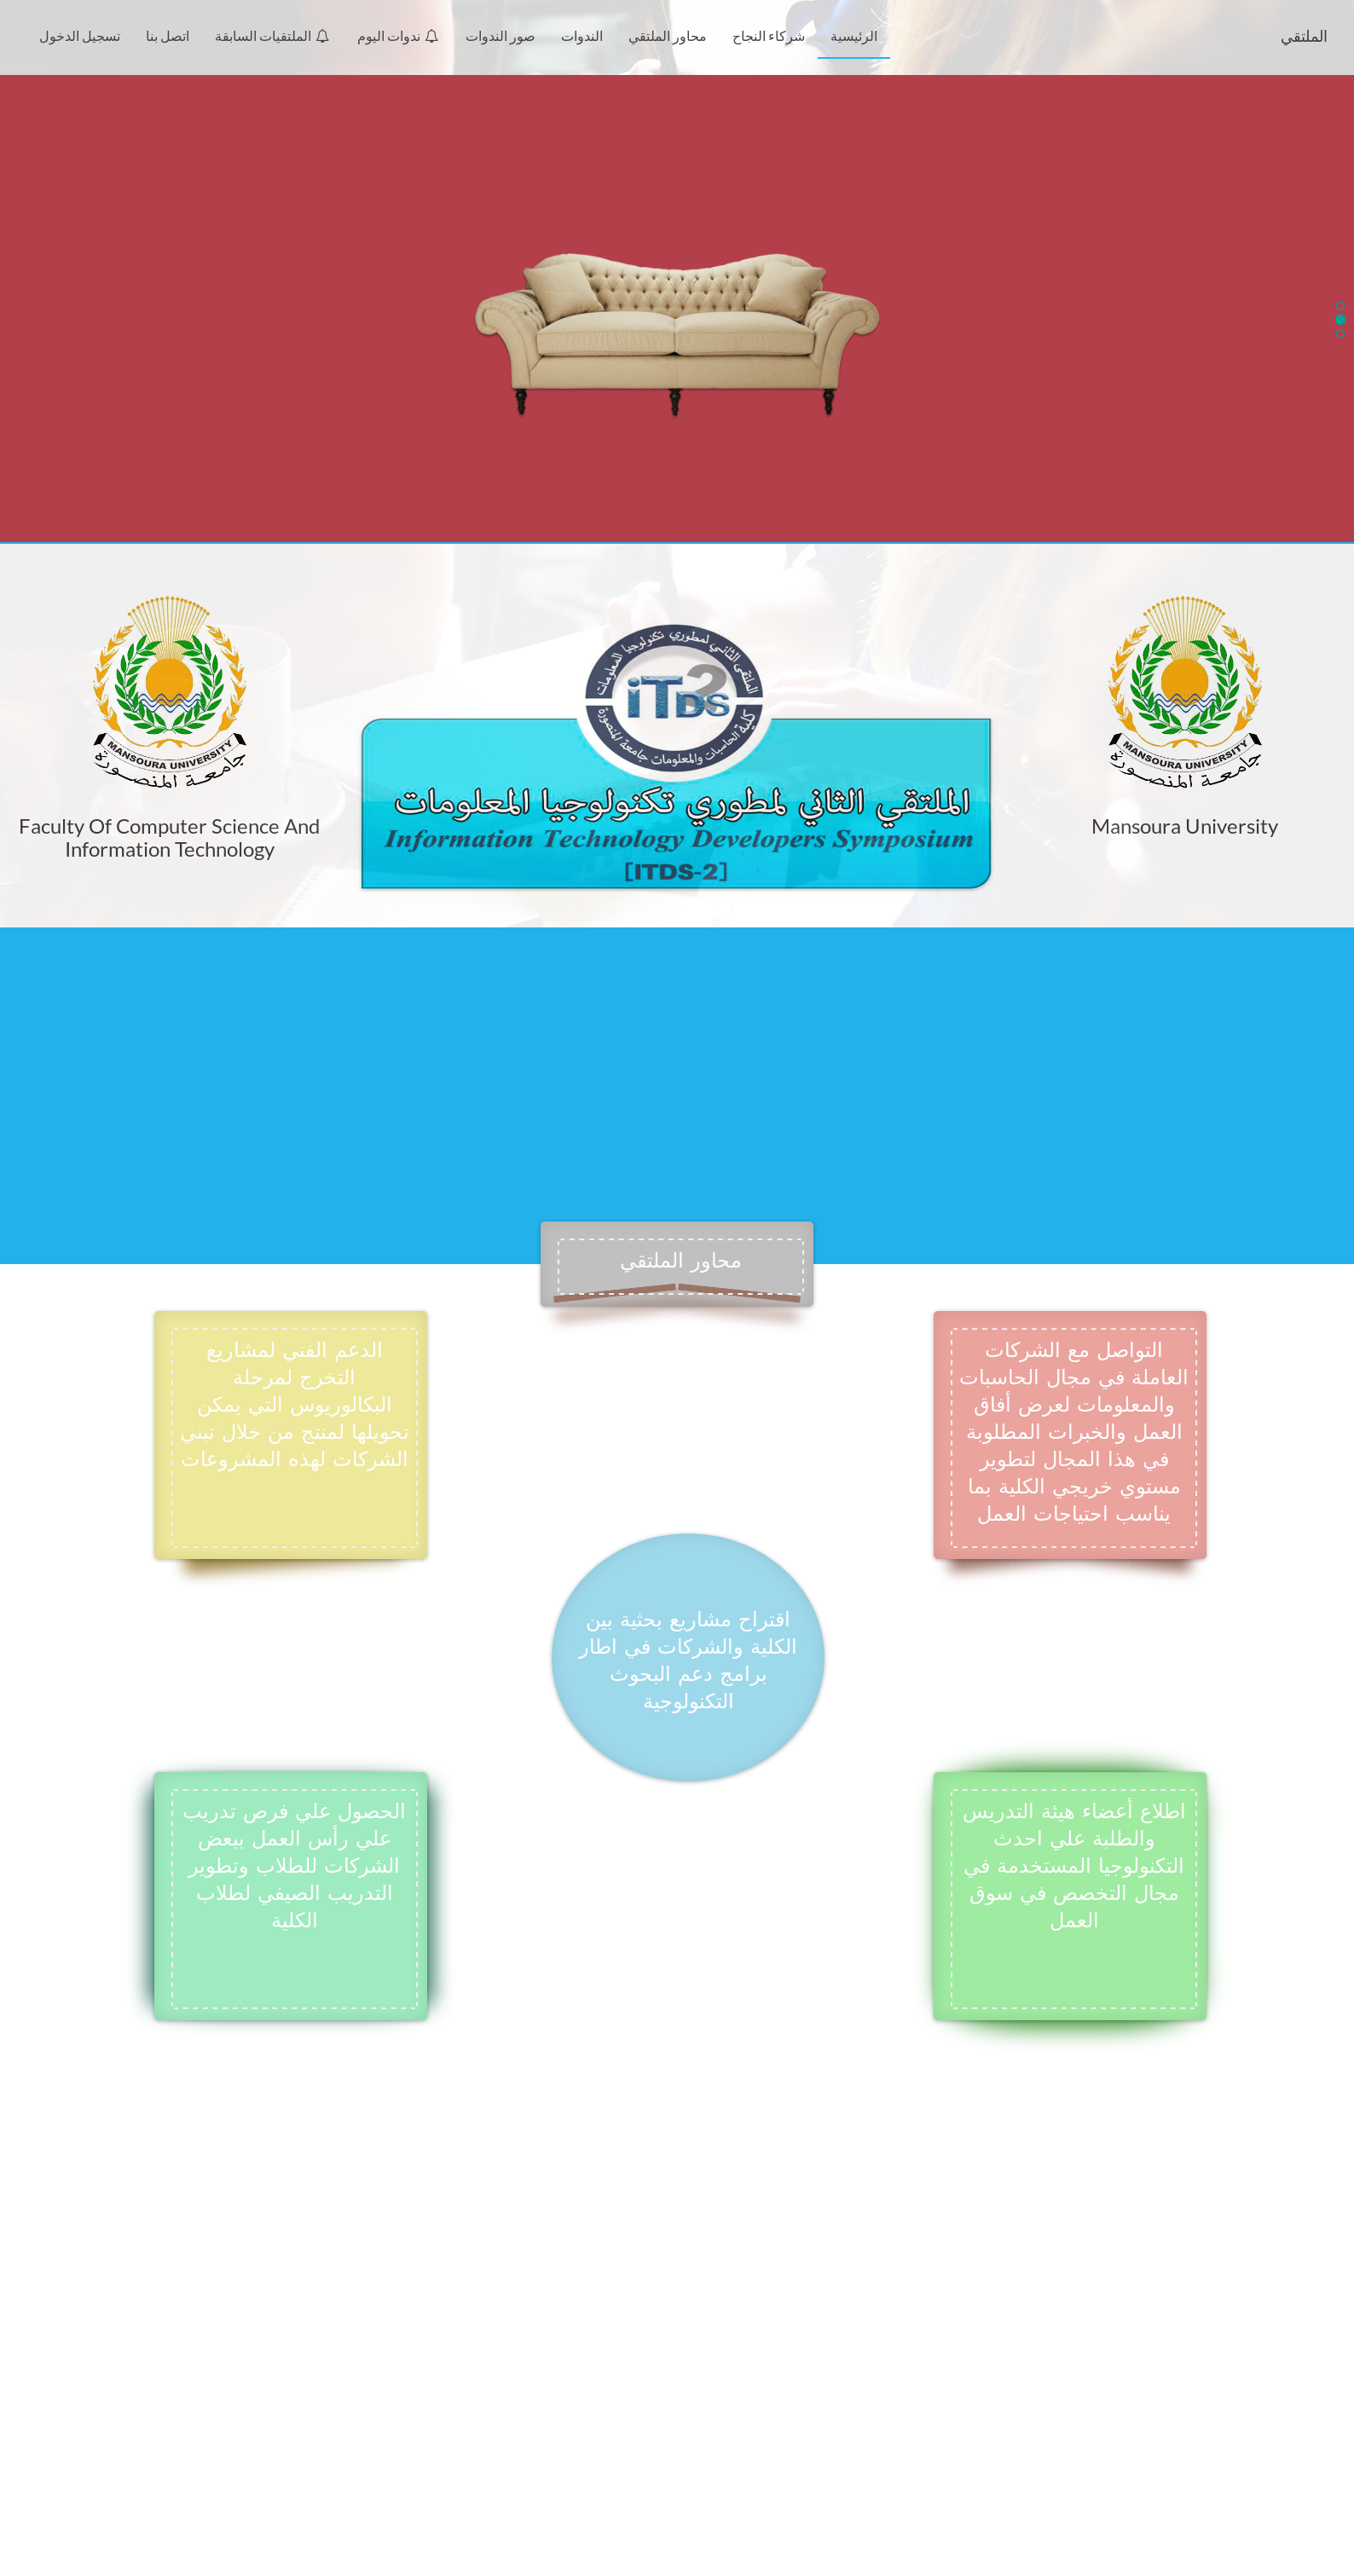 الملتقي
الرئيسية
شركاء النجاح
محاور الملتقي
الندوات
صور الندوات
ندوات اليوم
الملتقيات السابقة
اتصل بنا
تسجيل الدخول
MANSOURA UNIVERSITY
جامعة المنصورة
Mansoura University
الملتقي الثاني لمطوري تكنولوجيا المعلومات
iTDS 2
كلية الحاسبات والمعلومات جامعة المنصورة
الملتقي الثاني لمطوري تكنولوجيا المعلومات
Information Technology Developers Symposium
[ITDS-2]
MANSOURA UNIVERSITY
جامعة المنصورة
Faculty Of Computer Science And
Information Technology
محاور الملتقي
التواصل مع الشركات
العاملة في مجال الحاسبات
والمعلومات لعرض أفاق
العمل والخبرات المطلوبة
في هذا المجال لتطوير
مستوي خريجي الكلية بما
يناسب احتياجات العمل
الدعم الفني لمشاريع
التخرج لمرحلة
البكالوريوس التي يمكن
تحويلها لمنتج من خلال تبني
الشركات لهذه المشروعات
اقتراح مشاريع بحثية بين
الكلية والشركات في اطار
برامج دعم البحوث
التكنولوجية
اطلاع أعضاء هيئة التدريس
والطلبة علي احدث
التكنولوجيا المستخدمة في
مجال التخصص في سوق
العمل
الحصول علي فرص تدريب
علي رأس العمل ببعض
الشركات للطلاب وتطوير
التدريب الصيفي لطلاب
الكلية